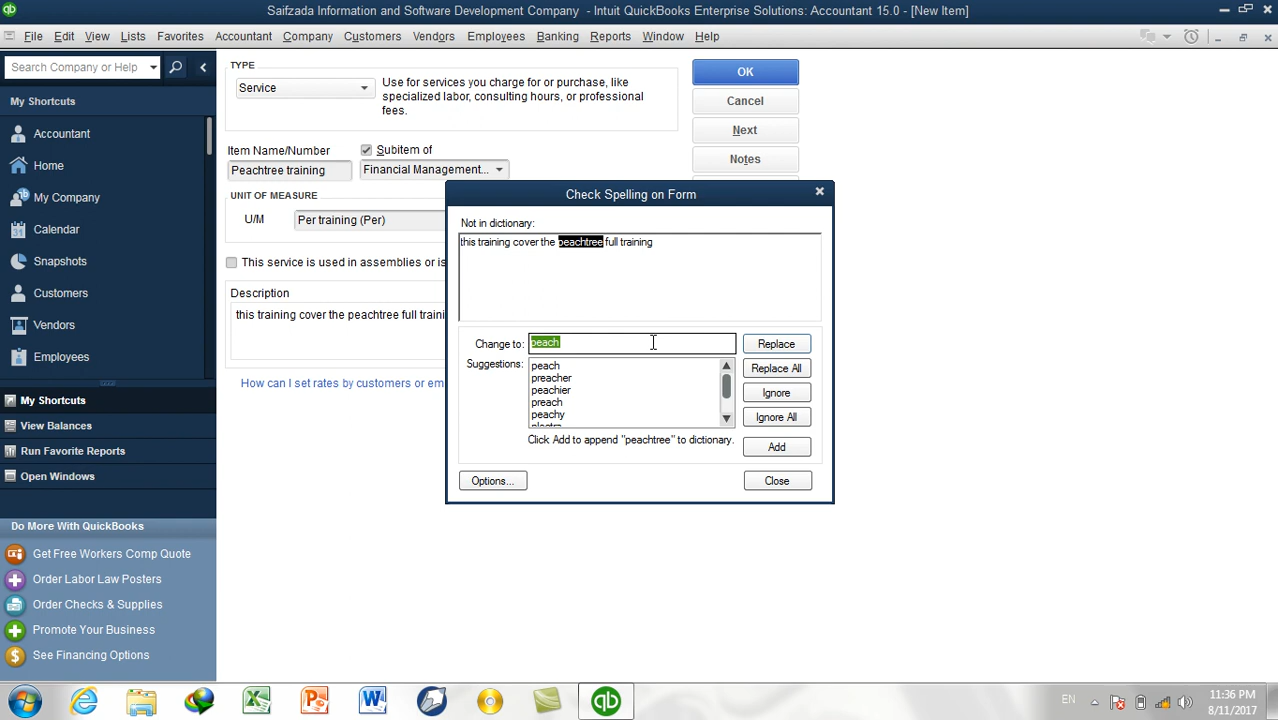 Saifzada Information and Software Development Company - Intuit QuickBooks Enterprise Solutions: Accountant 15.0 - [New Item]
File Edit View Lists Favorites Accountant Company Customers Vendors Employees Banking Reports Window Help
Search Company or Help
My Shortcuts
Accountant
Home
My Company
Calendar
Snapshots
Customers
Vendors
Employees
My Shortcuts
View Balances
Run Favorite Reports
Open Windows
Do More With QuickBooks
Get Free Workers Comp Quote
Order Labor Law Posters
Order Checks & Supplies
Promote Your Business
See Financing Options
TYPE
Service
Use for services you charge for or purchase, like
specialized labor, consulting hours, or professional
fees.
OK
Cancel
Next
Notes
Item Name/Number
Subitem of
Peachtree training
Financial Management...
UNIT OF MEASURE
U/M
Per training (Per)
This service is used in assemblies or is
Description
this training cover the peachtree full traini
How can I set rates by customers or em
Check Spelling on Form
Not in dictionary:
this training cover the peachtree full training
Change to:
peach
Replace
Suggestions:
peach
preacher
peachier
preach
peachy
Replace All
Ignore
Ignore All
Click Add to append "peachtree" to dictionary.
Add
Options...
Close
EN
11:36 PM
8/11/2017